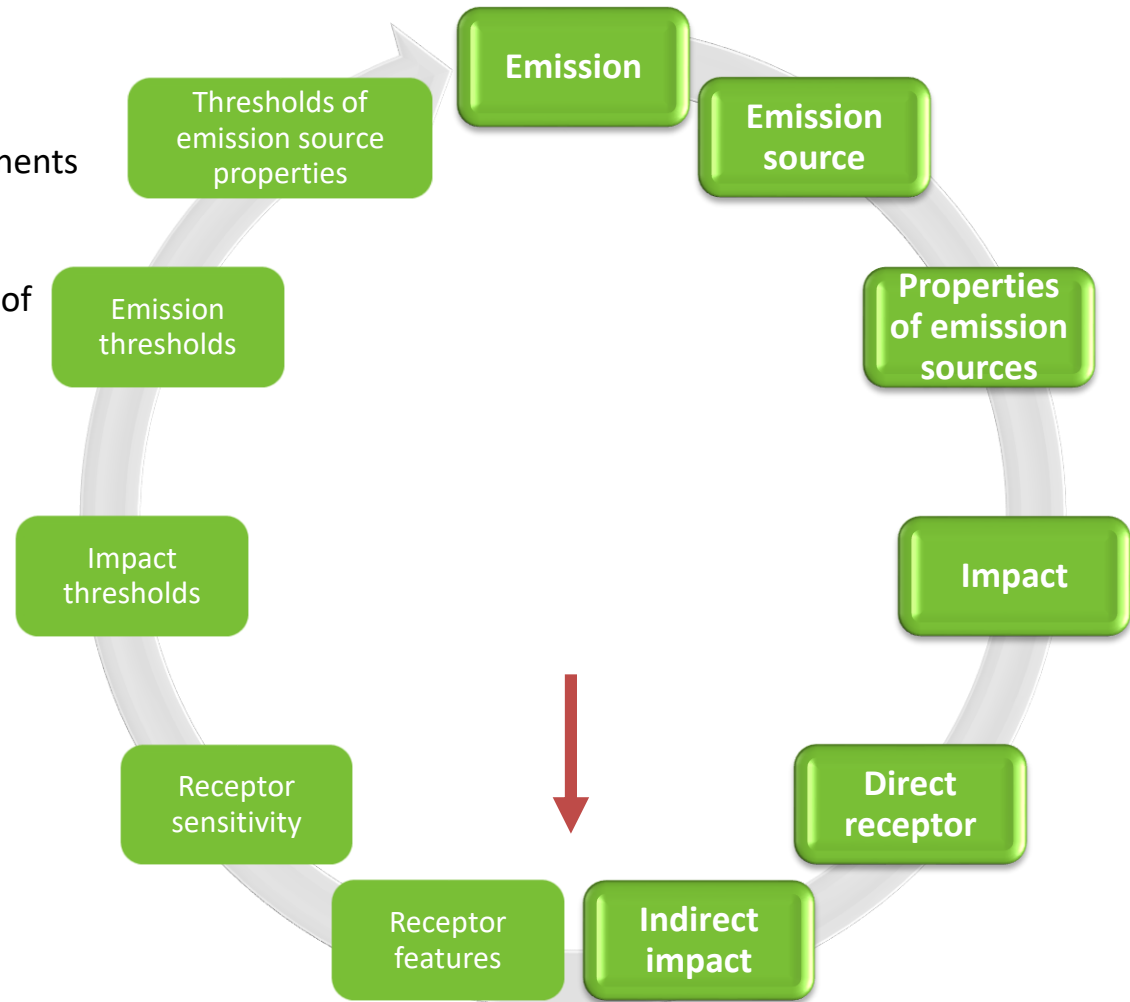 Emission
Emission
source
Properties
of emission
sources
Impact
Direct
receptor
Indirect
impact
Receptor
features
Receptor
sensitivity
Impact
thresholds
Emission
thresholds
Thresholds of
emission source
properties
nents
of